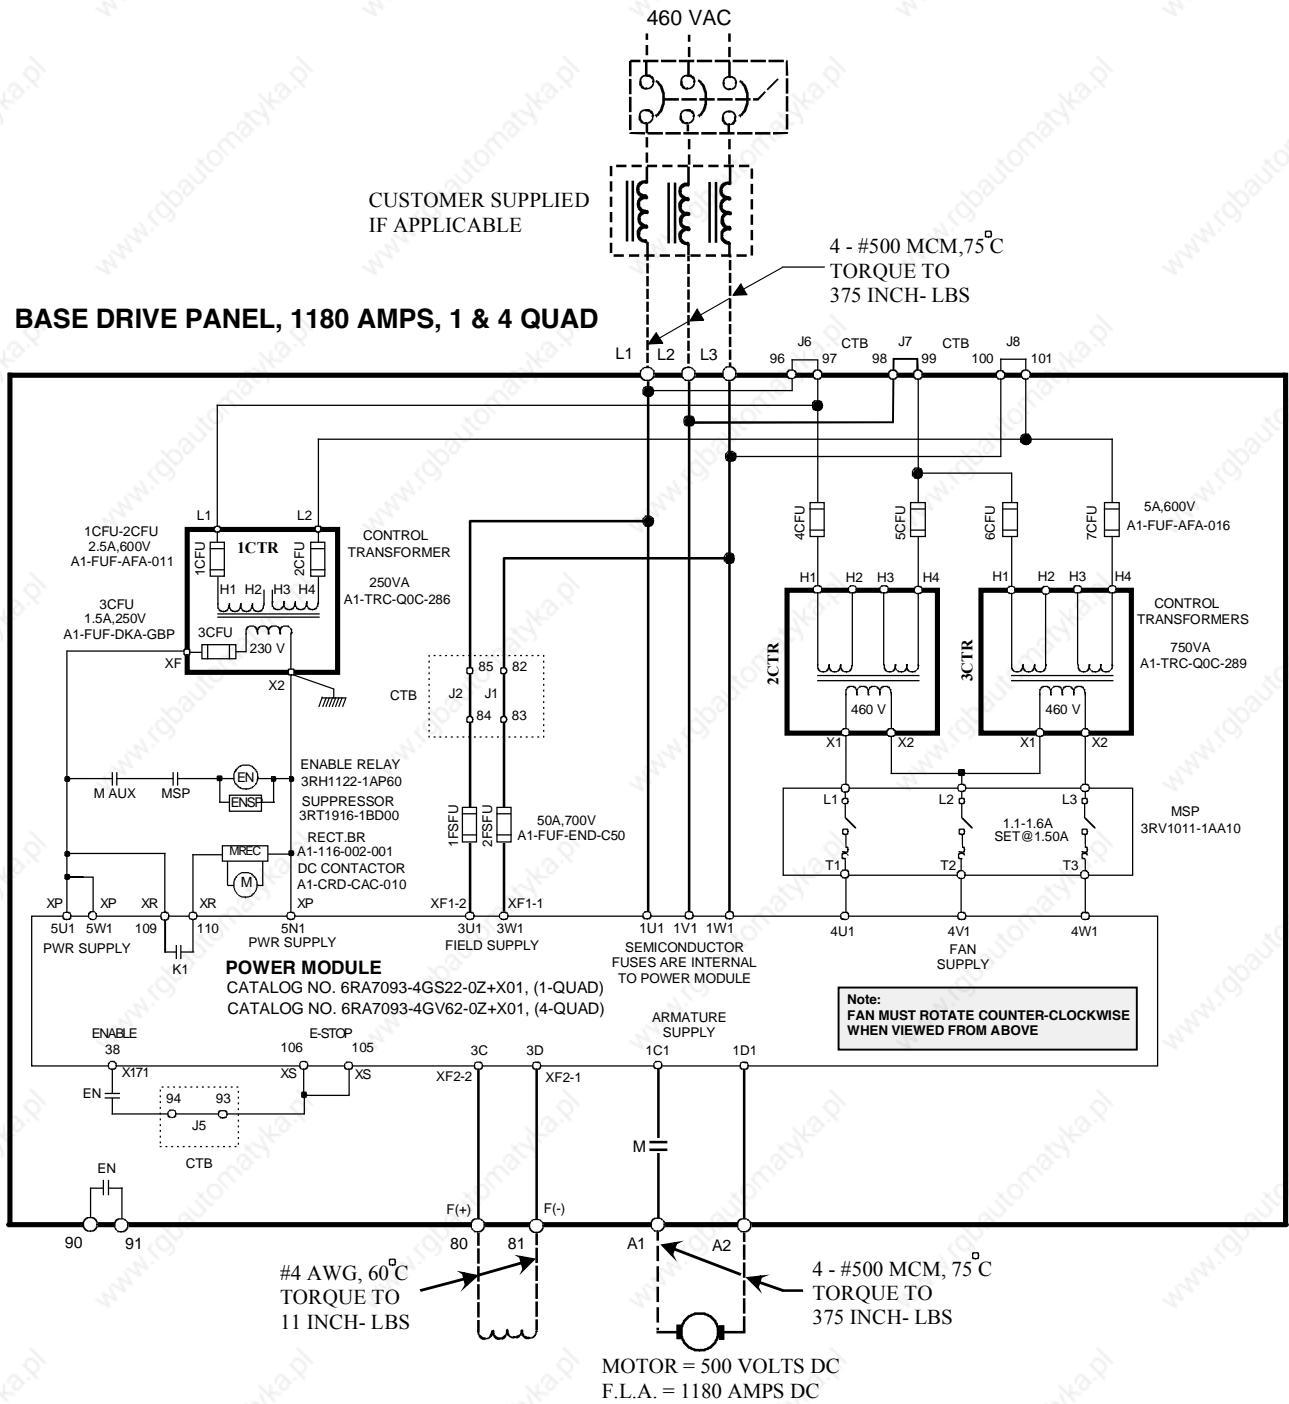 460 VAC
CUSTOMER SUPPLIED
IF APPLICABLE
4 - #500 MCM,75°C
TORQUE TO
375 INCH- LBS
BASE DRIVE PANEL, 1180 AMPS, 1 & 4 QUAD
L1 L2 L3
96 J6 97 CTB 98 J7 99 CTB 100 J8 101
L1 L2
1CFU-2CFU
2.5A,600V
A1-FUF-AFA-011
1CTR
1CFU
2CFU
CONTROL
TRANSFORMER
250VA
A1-TRC-Q0C-286
H1 H2 H3 H4
3CFU
1.5A,250V
A1-FUF-DKA-GBP
3CFU
230 V
XF
X2
4CFU
5CFU
6CFU
7CFU
5A,600V
A1-FUF-AFA-016
H1 H2 H3 H4
H1 H2 H3 H4
2CTR
3CTR
CONTROL
TRANSFORMERS
750VA
A1-TRC-Q0C-289
460 V
460 V
X1 X2
X1 X2
CTB
85 82
J2 J1
84 83
1FSFU
2FSFU
50A,700V
A1-FUF-END-C50
M AUX
MSP
EN
ENSP
ENABLE RELAY
3RH1122-1AP60
SUPPRESSOR
3RT1916-1BD00
RECT.BR
A1-116-002-001
DC CONTACTOR
A1-CRD-CAC-010
MREC
M
L1 L2 L3
1.1-1.6A
SET@1.50A
T1 T2 T3
MSP
3RV1011-1AA10
XP XP XR XR XP XF1-2 XF1-1
5U1 5W1 109 110 5N1 3U1 3W1 1U1 1V1 1W1 4U1 4V1 4W1
PWR SUPPLY
K1
PWR SUPPLY
FIELD SUPPLY
SEMICONDUCTOR
FUSES ARE INTERNAL
TO POWER MODULE
FAN
SUPPLY
POWER MODULE
CATALOG NO. 6RA7093-4GS22-0Z+X01, (1-QUAD)
CATALOG NO. 6RA7093-4GV62-0Z+X01, (4-QUAD)
Note:
FAN MUST ROTATE COUNTER-CLOCKWISE
WHEN VIEWED FROM ABOVE
ENABLE
38
X171
E-STOP
106 105
XS XS
3C 3D
XF2-2 XF2-1
ARMATURE
SUPPLY
1C1 1D1
EN
94 93
J5
CTB
M
EN
90 91
F(+) F(-)
80 81
A1 A2
#4 AWG, 60°C
TORQUE TO
11 INCH- LBS
4 - #500 MCM, 75°C
TORQUE TO
375 INCH- LBS
MOTOR = 500 VOLTS DC
F.L.A. = 1180 AMPS DC
www.rgbautomatyka.pl